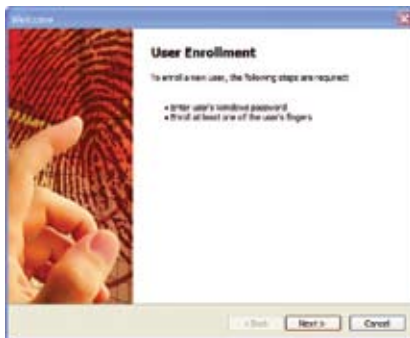 Welcome
User Enrollment
To enroll a new user, the following steps are required:
• Enter user's Windows password
• Enroll at least one of the user's fingers
< Back
Next >
Cancel